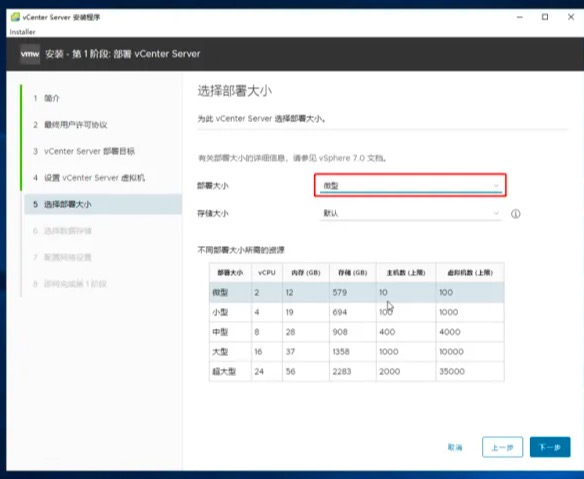 vCenter Server 安装程序
Installer
vmw 安装 - 第 1 阶段: 部署 vCenter Server
1 简介
2 最终用户许可协议
3 vCenter Server 部署目标
4 设置 vCenter Server 虚拟机
5 选择部署大小
6 选择数据存储
7 配置网络设置
8 即将完成第 1 阶段
选择部署大小
为此 vCenter Server 选择部署大小。
有关部署大小的详细信息，请参见 vSphere 7.0 文档。
部署大小 微型
存储大小 默认
不同部署大小所需的资源
部署大小 vCPU 内存 (GB) 存储 (GB) 主机数 (上限) 虚拟机数 (上限)
微型 2 12 579 10 100
小型 4 19 694 100 1000
中型 8 28 908 400 4000
大型 16 37 1358 1000 10000
超大型 24 56 2283 2000 35000
取消 上一步 下一步